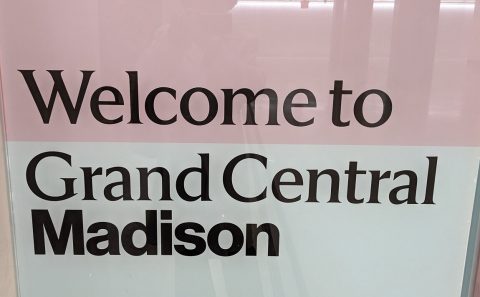 Welcome to
Grand Central
Madison